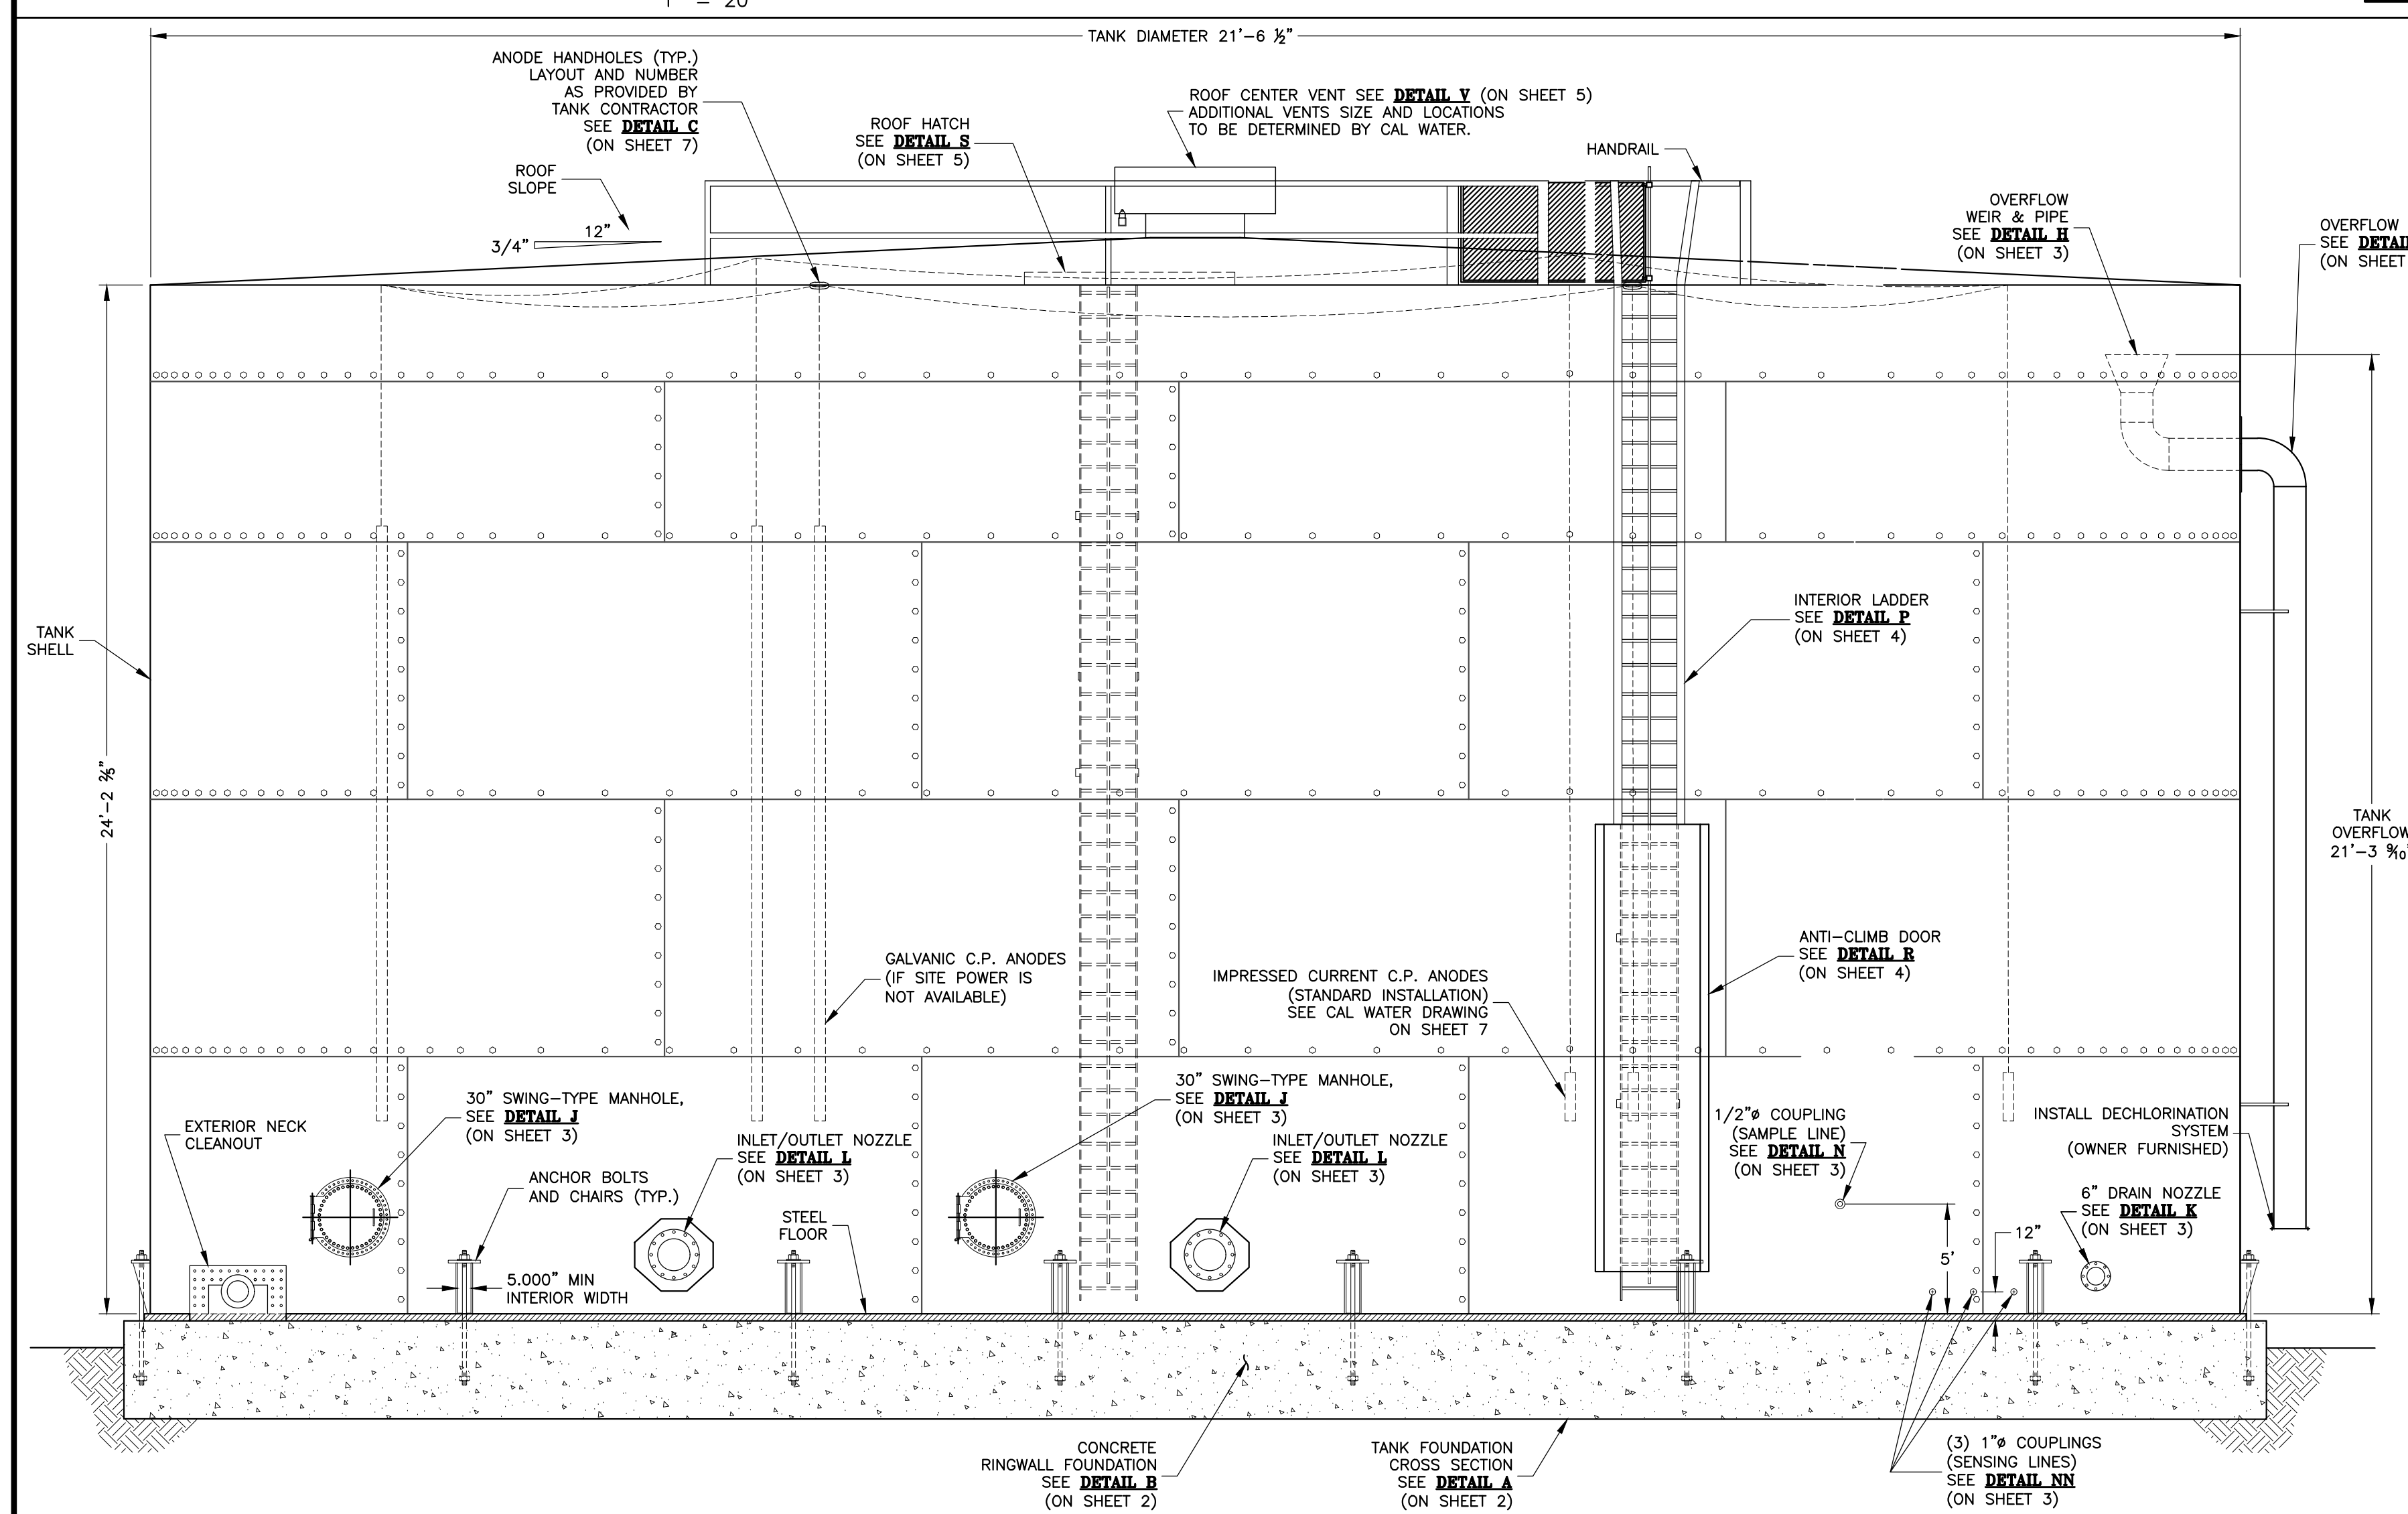 TANK DIAMETER 21'-6 ½"
ANODE HANDHOLES (TYP.)
LAYOUT AND NUMBER
AS PROVIDED BY
TANK CONTRACTOR
SEE DETAIL C
(ON SHEET 7)
ROOF HATCH
SEE DETAIL S
(ON SHEET 5)
ROOF CENTER VENT SEE DETAIL V (ON SHEET 5)
ADDITIONAL VENTS SIZE AND LOCATIONS
TO BE DETERMINED BY CAL WATER.
HANDRAIL
ROOF
SLOPE
12"
3/4"
OVERFLOW
WEIR & PIPE
SEE DETAIL H
(ON SHEET 3)
OVERFLOW
SEE DETAIL
(ON SHEET
TANK
SHELL
24'-2 ⅖"
INTERIOR LADDER
SEE DETAIL P
(ON SHEET 4)
TANK
OVERFLOW
21'-3 9/10"
GALVANIC C.P. ANODES
(IF SITE POWER IS
NOT AVAILABLE)
IMPRESSED CURRENT C.P. ANODES
(STANDARD INSTALLATION)
SEE CAL WATER DRAWING
ON SHEET 7
ANTI-CLIMB DOOR
SEE DETAIL R
(ON SHEET 4)
EXTERIOR NECK
CLEANOUT
30" SWING-TYPE MANHOLE,
SEE DETAIL J
(ON SHEET 3)
ANCHOR BOLTS
AND CHAIRS (TYP.)
5.000" MIN
INTERIOR WIDTH
INLET/OUTLET NOZZLE
SEE DETAIL L
(ON SHEET 3)
STEEL
FLOOR
30" SWING-TYPE MANHOLE,
SEE DETAIL J
(ON SHEET 3)
INLET/OUTLET NOZZLE
SEE DETAIL L
(ON SHEET 3)
1/2"ø COUPLING
(SAMPLE LINE)
SEE DETAIL N
(ON SHEET 3)
5'
12"
INSTALL DECHLORINATION
SYSTEM
(OWNER FURNISHED)
6" DRAIN NOZZLE
SEE DETAIL K
(ON SHEET 3)
CONCRETE
RINGWALL FOUNDATION
SEE DETAIL B
(ON SHEET 2)
TANK FOUNDATION
CROSS SECTION
SEE DETAIL A
(ON SHEET 2)
(3) 1"ø COUPLINGS
(SENSING LINES)
SEE DETAIL NN
(ON SHEET 3)